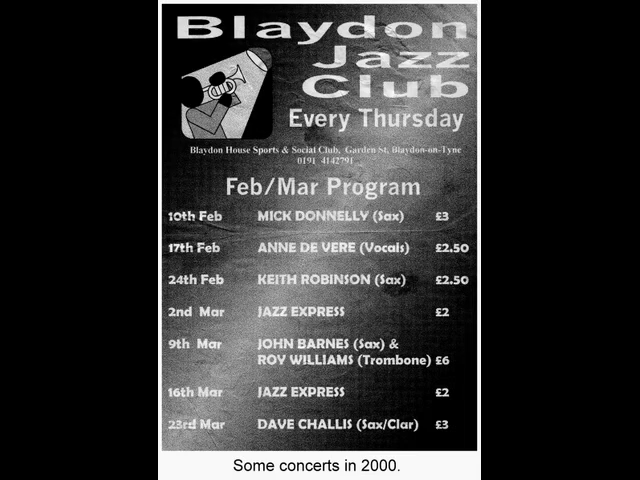 Blaydon
Jazz
Club
Every Thursday
Blaydon House Sports & Social Club, Garden St, Blaydon-on-Tyne
0191 4142791
Feb/Mar Program
10th Feb MICK DONNELLY (Sax) £3
17th Feb ANNE DE VERE (Vocals) £2.50
24th Feb KEITH ROBINSON (Sax) £2.50
2nd Mar JAZZ EXPRESS £2
9th Mar JOHN BARNES (Sax) &
ROY WILLIAMS (Trombone) £6
16th Mar JAZZ EXPRESS £2
23rd Mar DAVE CHALLIS (Sax/Clar) £3
Some concerts in 2000.